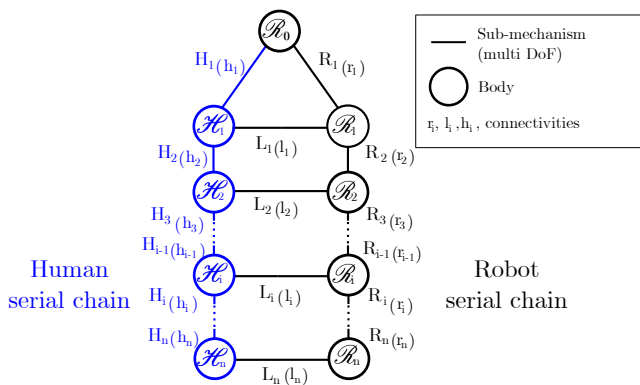 ℛ₀
H₁(h₁)
R₁(r₁)
Sub-mechanism
(multi DoF)
Body
rᵢ, lᵢ, hᵢ, connectivities
ℋ₁
ℛ₁
L₁(l₁)
H₂(h₂)
R₂(r₂)
ℋ₂
ℛ₂
L₂(l₂)
H₃(h₃)
R₃(r₃)
Hᵢ₋₁(hᵢ₋₁)
Rᵢ₋₁(rᵢ₋₁)
Human
serial chain
ℋᵢ
ℛᵢ
Robot
serial chain
Lᵢ(lᵢ)
Hᵢ(hᵢ)
Rᵢ(rᵢ)
Hₙ(hₙ)
Rₙ(rₙ)
ℋₙ
ℛₙ
Lₙ(lₙ)